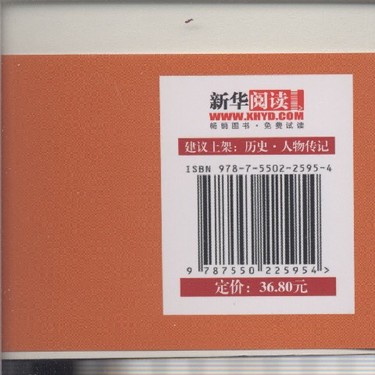 新华阅读
WWW.XHYD.COM
畅销图书·免费试读
建议上架：历史·人物传记
ISBN 978-7-5502-2595-4
9 787550 225954 >
定价：36.80元